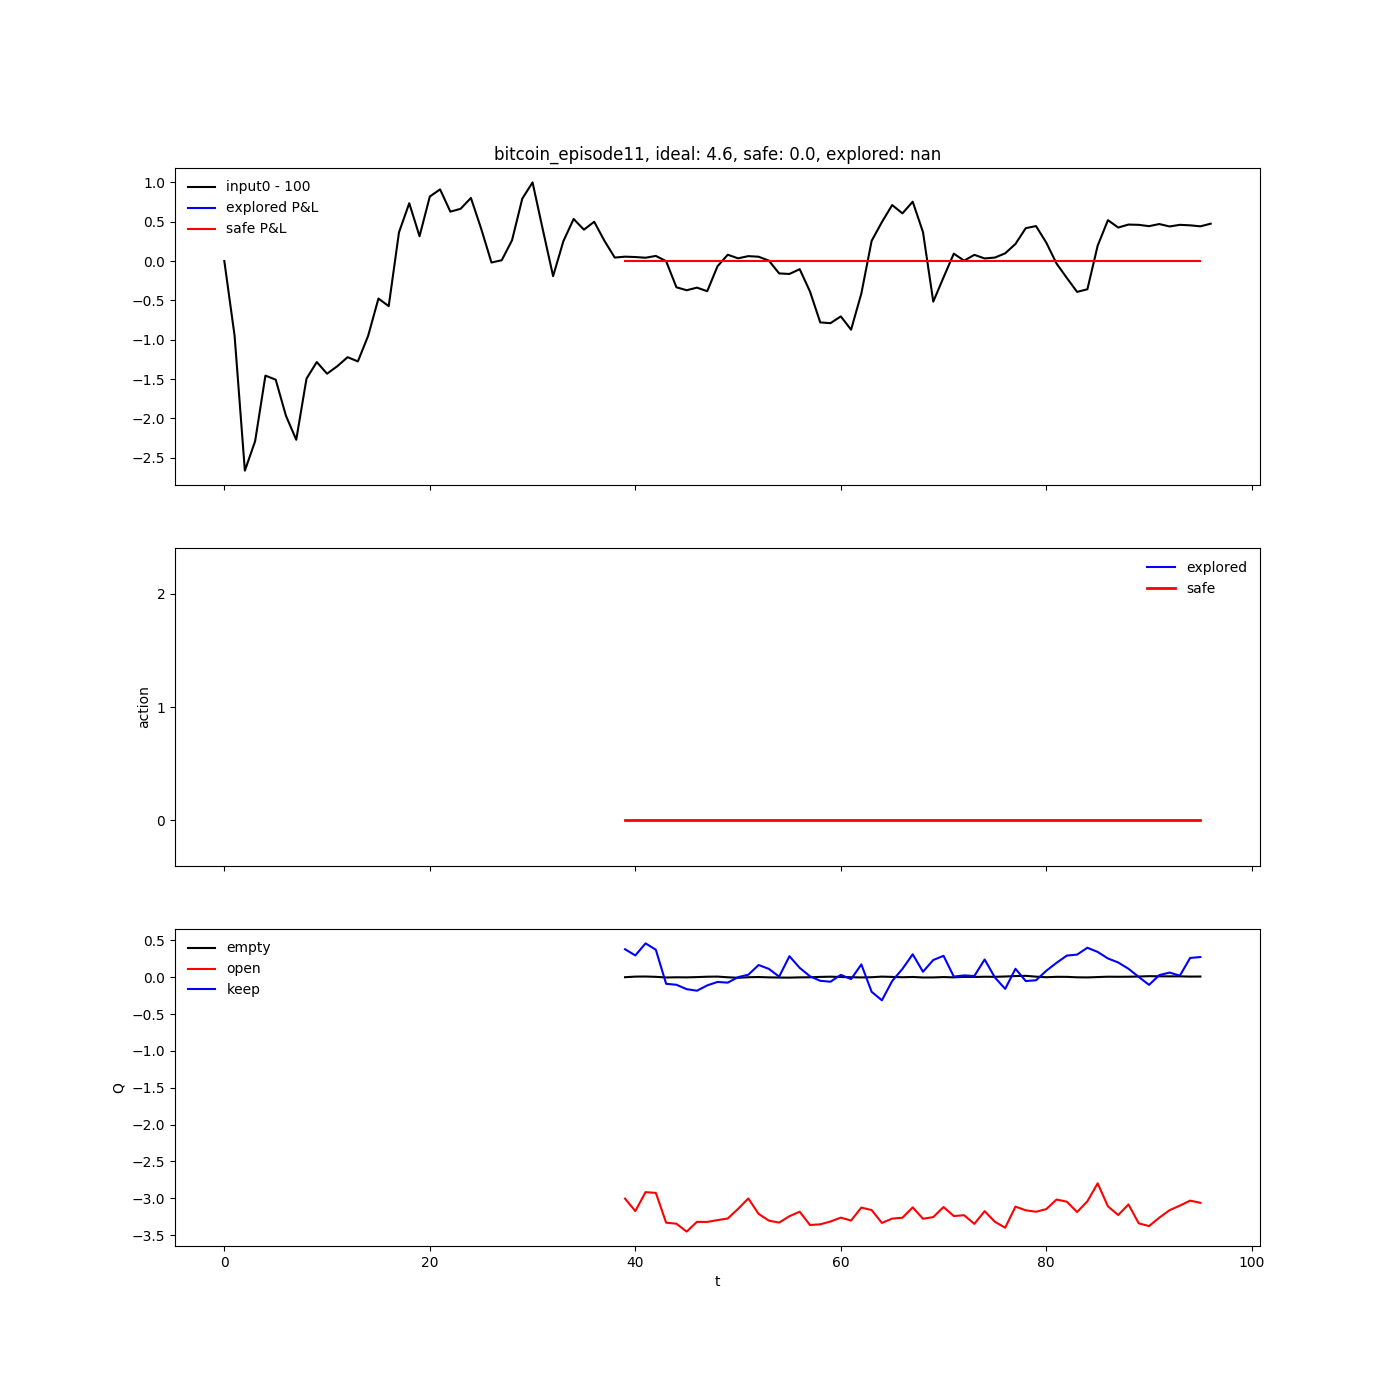 bitcoin_episode11, ideal: 4.6, safe: 0.0, explored: nan
input0 - 100
explored P&L
safe P&L
1.0
0.5
0.0
−0.5
−1.0
−1.5
−2.0
−2.5
explored
safe
action
2
1
0
empty
open
keep
Q
0.5
0.0
−0.5
−1.0
−1.5
−2.0
−2.5
−3.0
−3.5
0 20 40 60 80 100
t